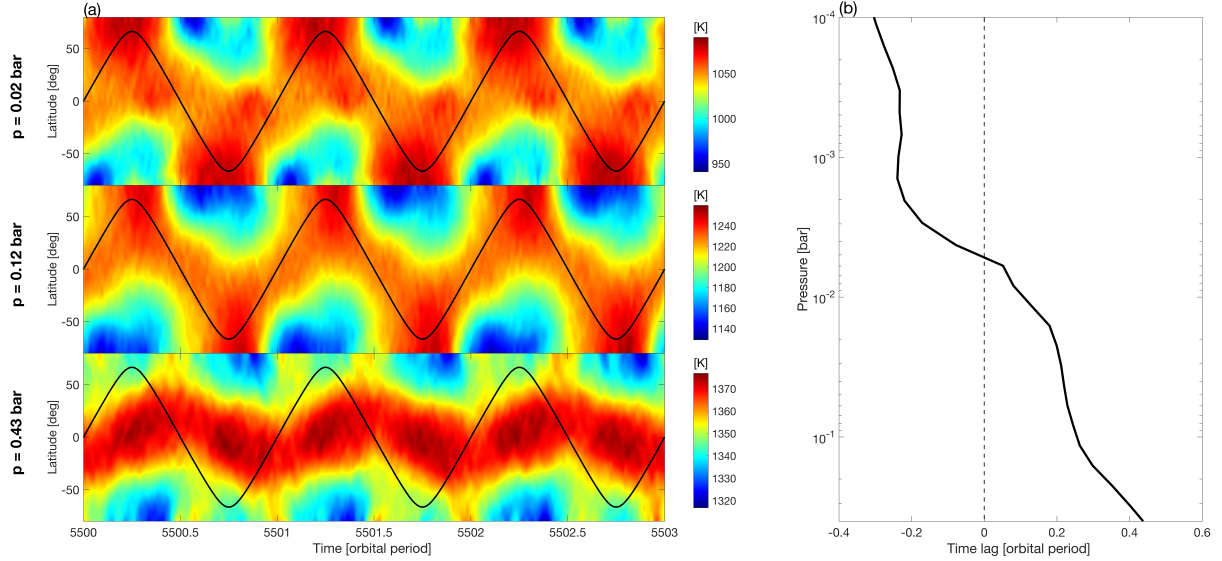 (a)
[K]
p = 0.02 bar
Latitude [deg]
50
0
-50
1050
1000
950
[K]
p = 0.12 bar
Latitude [deg]
50
0
-50
1240
1220
1200
1180
1160
1140
[K]
p = 0.43 bar
Latitude [deg]
50
0
-50
1370
1360
1350
1340
1330
1320
5500
5500.5
5501
5501.5
5502
5502.5
5503
Time [orbital period]
(b)
Pressure [bar]
10-4
10-3
10-2
10-1
-0.4
-0.2
0
0.2
0.4
0.6
Time lag [orbital period]